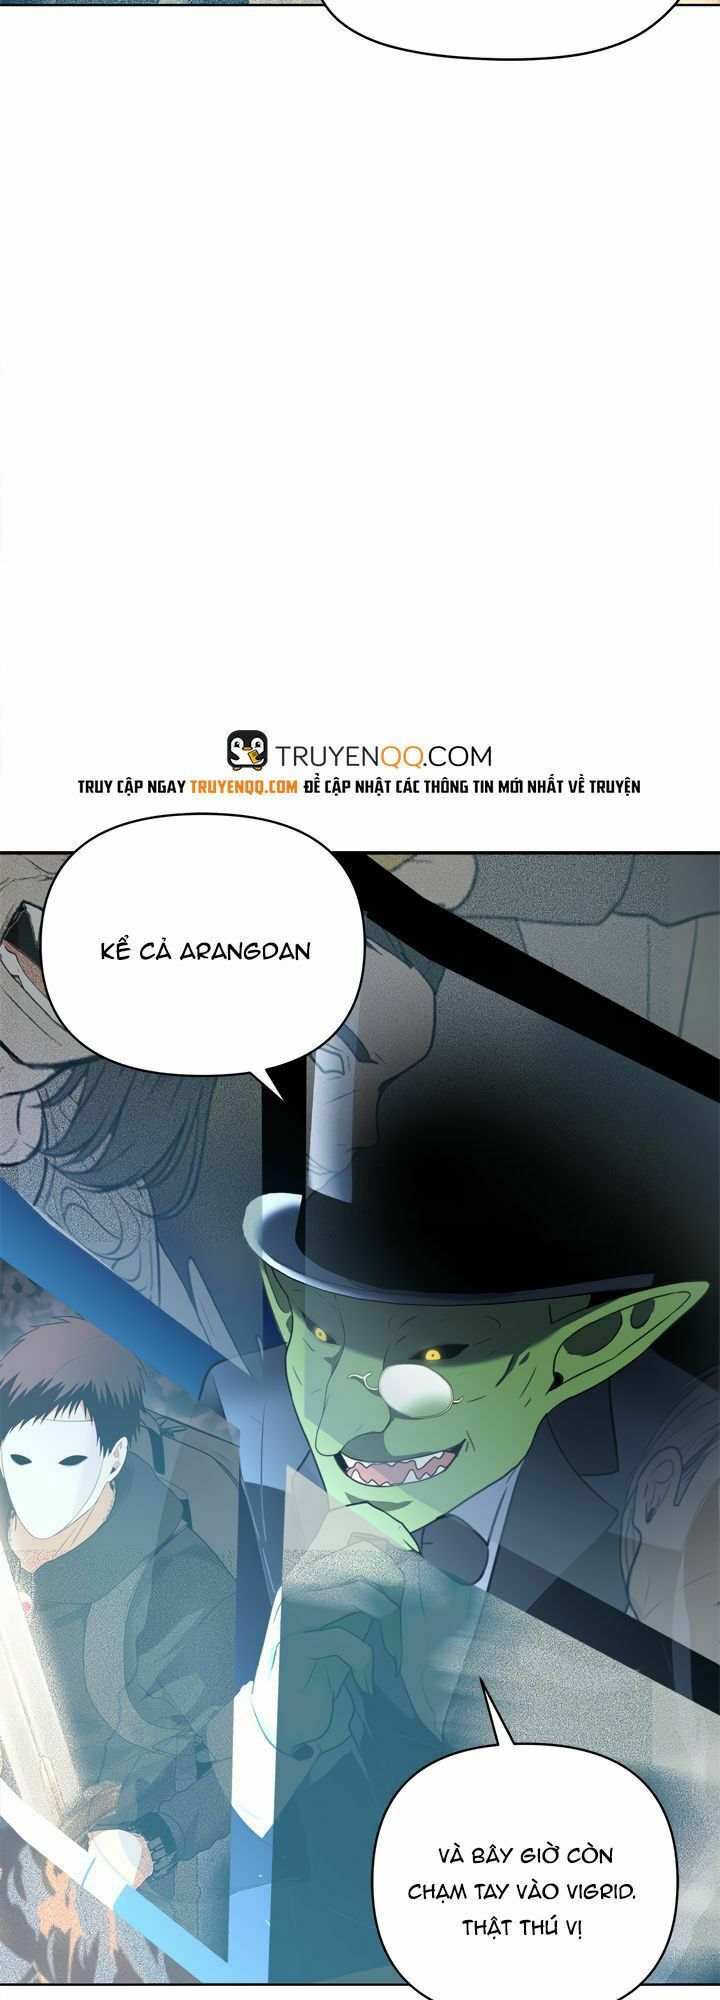 TRUYENQQ.COM
TRUY CẬP NGAY TRUYENQQ.COM ĐỂ CẬP NHẬT CÁC THÔNG TIN MỚI NHẤT VỀ TRUYỆN
KỂ CẢ ARANGDAN
VÀ BÂY GIỜ CÒN
CHẠM TAY VÀO VIGRID.
THẬT THÚ VỊ